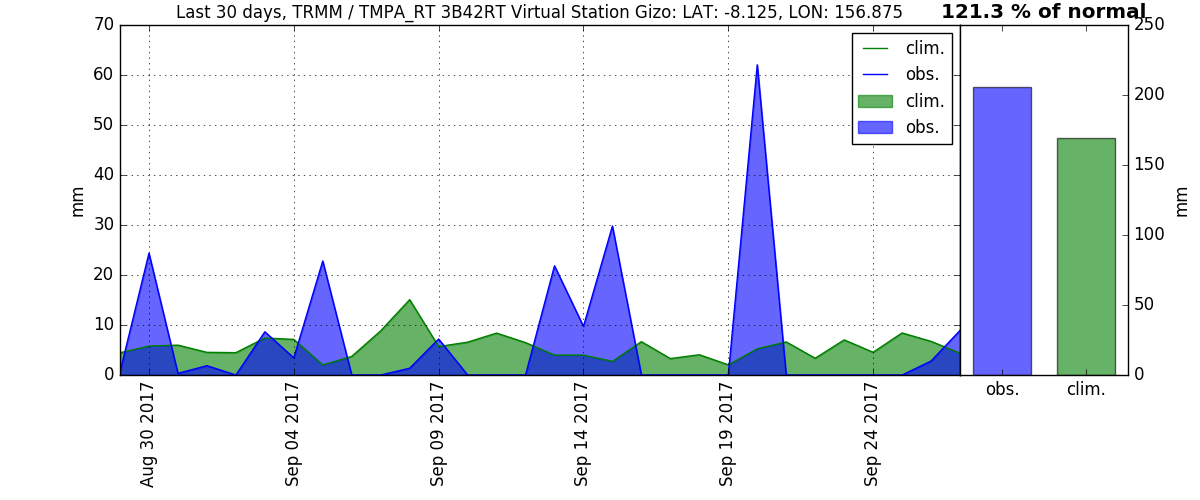 Last 30 days, TRMM / TMPA_RT 3B42RT Virtual Station Gizo: LAT: -8.125, LON: 156.875
121.3 % of normal
70
60
50
40
30
20
10
0
mm
clim.
obs.
clim.
obs.
Aug 30 2017
Sep 04 2017
Sep 09 2017
Sep 14 2017
Sep 19 2017
Sep 24 2017
250
200
150
100
50
0
mm
obs.
clim.